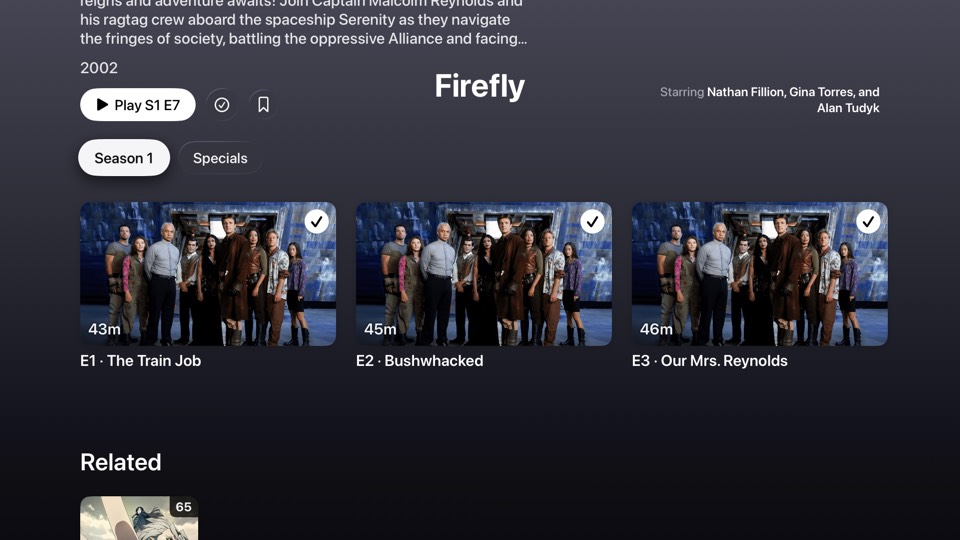 reigns and adventure awaits! Join Captain Malcolm Reynolds and
his ragtag crew aboard the spaceship Serenity as they navigate
the fringes of society, battling the oppressive Alliance and facing...
2002
Firefly
Play S1 E7
Starring Nathan Fillion, Gina Torres, and
Alan Tudyk
Season 1
Specials
43m
45m
46m
E1 · The Train Job
E2 · Bushwhacked
E3 · Our Mrs. Reynolds
Related
65